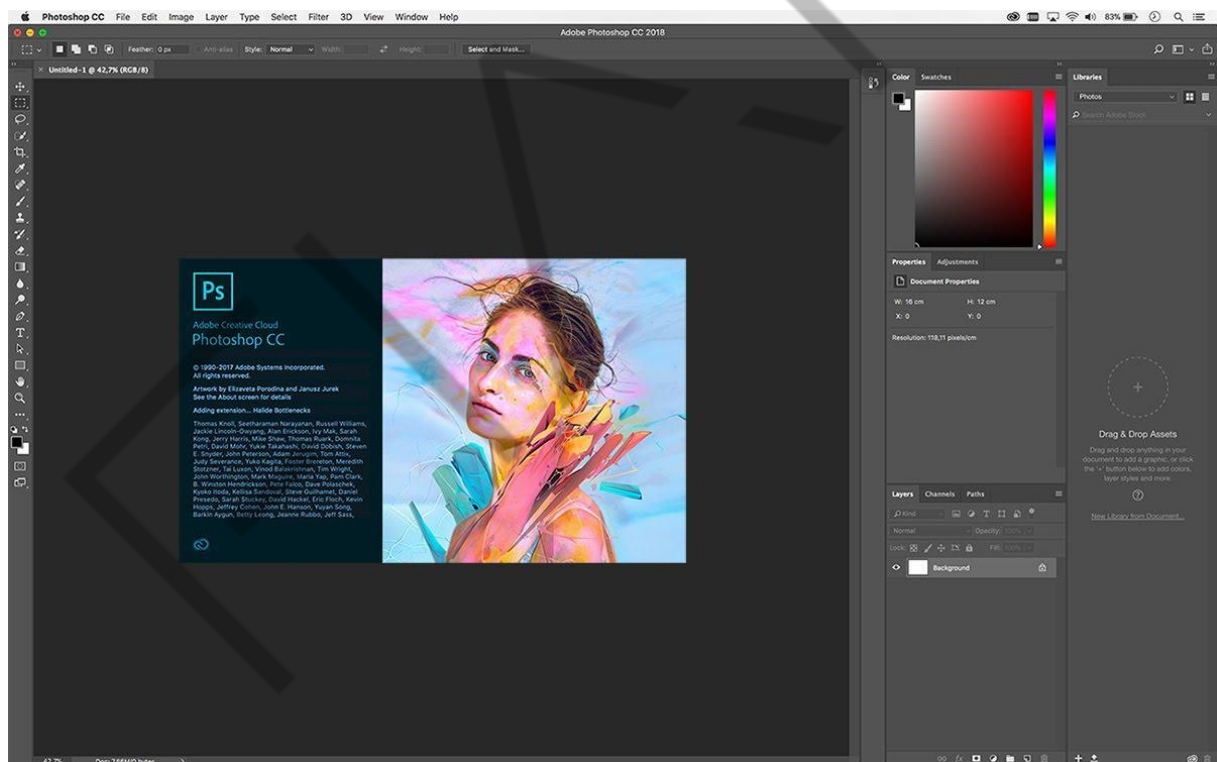 Photoshop CC File Edit Image Layer Type Select Filter 3D View Window Help 83%
Adobe Photoshop CC 2018
Feather: 0 px Anti-alias Style: Normal Width: Height: Select and Mask...
× Untitled-1 @ 42,7% (RGB/8)
Ps
Adobe Creative Cloud
Photoshop CC
© 1990-2017 Adobe Systems Incorporated.
All rights reserved.
Artwork by Elizaveta Porodina and Janusz Jurek
See the About screen for details
Adding extension... Halide Bottlenecks
Thomas Knoll, Seetharaman Narayanan, Russell Williams,
Jackie Lincoln-Owyang, Alan Erickson, Ivy Mak, Sarah
Kong, Jerry Harris, Mike Shaw, Thomas Ruark, Domnita
Petri, David Mohr, Yukie Takahashi, David Dobish, Steven
E. Snyder, John Peterson, Adam Jerugim, Tom Attix,
Judy Severance, Yuko Kagita, Foster Brereton, Meredith
Stotzner, Tai Luxon, Vinod Balakrishnan, Tim Wright,
John Worthington, Mark Maguire, Maria Yap, Pam Clark,
B. Winston Hendrickson, Pete Falco, Dave Polaschek,
Kyoko Itoda, Kellisa Sandoval, Steve Guilhamet, Daniel
Presedo, Sarah Stuckey, David Hackel, Eric Floch, Kevin
Hopps, Jeffrey Cohen, John E. Hanson, Yuyan Song,
Barkin Aygun, Betty Leong, Jeanne Rubbo, Jeff Sass,
Color Swatches
Properties Adjustments
Document Properties
W: 16 cm H: 12 cm
X: 0 Y: 0
Resolution: 118,11 pixels/cm
Layers Channels Paths
Kind
Normal Opacity: 100%
Lock: Fill: 100%
Background
Libraries
Photos
Search Adobe Stock
Drag & Drop Assets
Drag and drop anything in your
document to add a graphic, or click
the '+' button below to add colors,
layer styles and more.
New Library from Document...